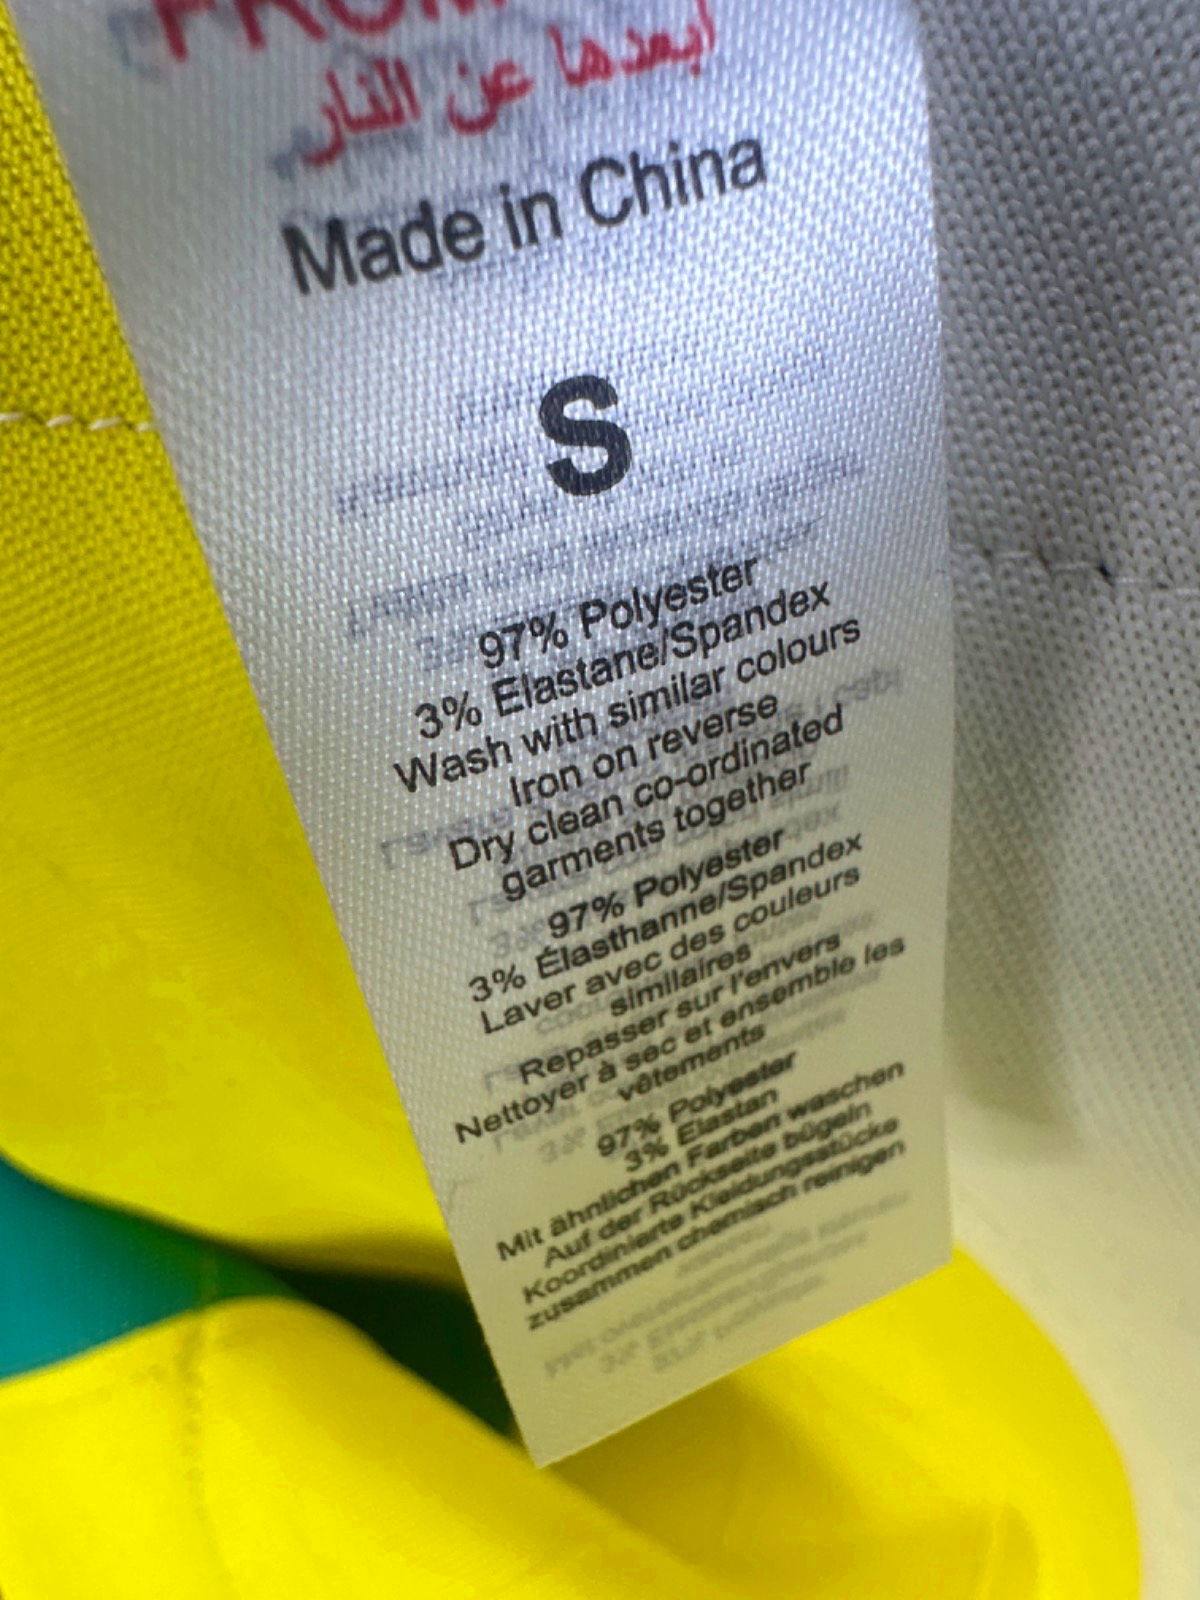 FROM
ابعدها عن النار
Made in China
S
97% Polyester
3% Elastane/Spandex
Wash with similar colours
Iron on reverse
Dry clean co-ordinated
garments together
97% Polyester
3% Élasthanne/Spandex
Laver avec des couleurs
similaires
Repasser sur l'envers
Nettoyer à sec et ensemble les
vêtements
97% Polyester
3% Elastan
Mit ähnlichen Farben waschen
Auf der Rückseite bügeln
Koordinierte Kleidungsstücke
zusammen chemisch reinigen